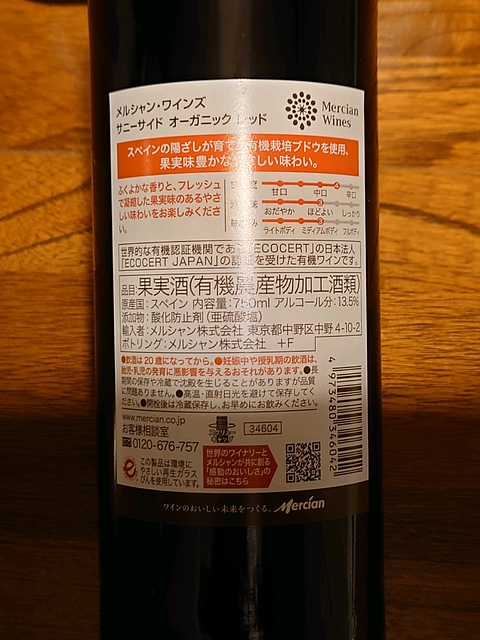 メルシャン・ワインズ
サニーサイド オーガニック レッド
Mercian
Wines
スペインの陽ざしが育てた有機栽培ブドウを使用、
果実味豊かなやさしい味わい。
ふくよかな香りと、フレッシュ
で凝縮した果実味のあるやさ
しい味わいをお楽しみくださ
い。
甘口 中口 辛口
渋味
おだやか ほどよい しっかり
ライトボディ ミディアムボディ フルボディ
世界的な有機認証機関である「ECOCERT」の日本法人
「ECOCERT JAPAN」の認証を受けた有機ワインです。
品目:果実酒(有機農産物加工酒類)
原産国:スペイン 内容量:750ml アルコール分:13.5%
添加物:酸化防止剤(亜硫酸塩)
輸入者:メルシャン株式会社 東京都中野区中野 4-10-2
ボトリング:メルシャン株式会社 +F
●飲酒は20歳になってから。●妊娠中や授乳期の飲酒は、
胎児・乳児の発育に悪影響を与えるおそれがあります。●長
期間の保存や冷蔵で沈殿を生じることがありますが品質
に問題ありません。●高温・直射日光を避けて保存してく
ださい。●開栓後は冷蔵保存し、お早めにお飲みください。
www.mercian.co.jp
お客様相談室
0120-676-757
34604
4 973480 346042
この製品は環境に
やさしい再生ガラス
びんを使用しています。
世界のワイナリーと
メルシャンが共に創る
「感動のおいしさ」の
秘密はこちら
ワインのおいしい未来をつくる。 Mercian